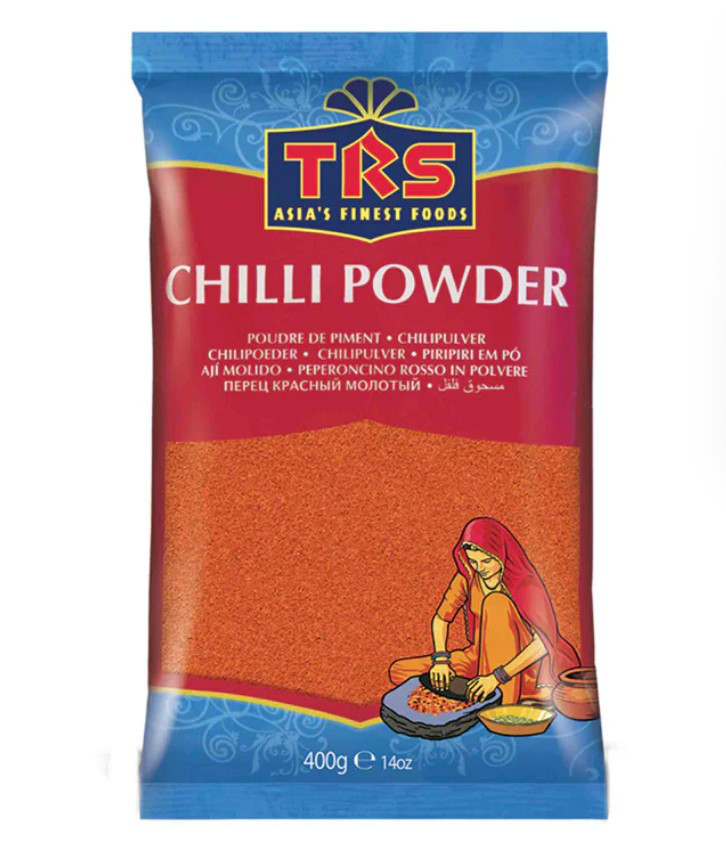 TRS
ASIA'S FINEST FOODS
CHILLI POWDER
POUDRE DE PIMENT • CHILIPULVER
CHILIPOEDER • CHILIPULVER • PIRIPIRI EM PÓ
AJÍ MOLIDO • PEPERONCINO ROSSO IN POLVERE
ПЕРЕЦ КРАСНЫЙ МОЛОТЫЙ • مسحوق فلفل
400g ℮ 14oz